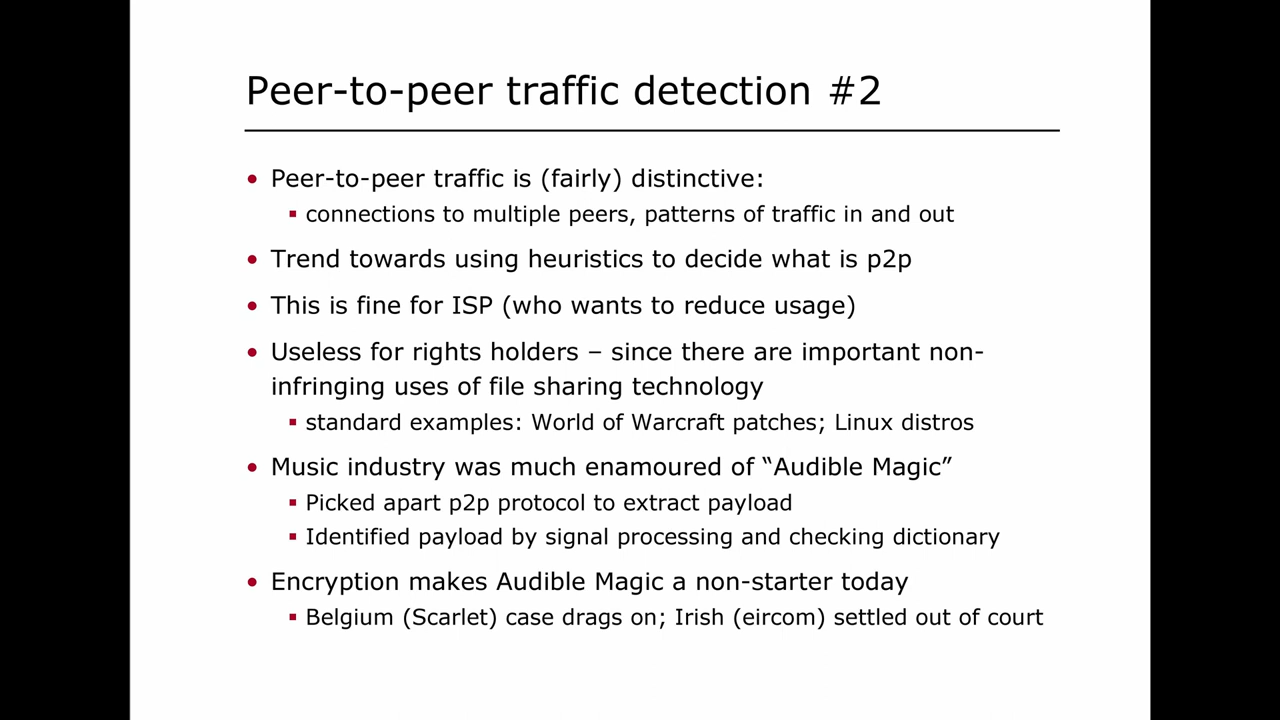 Peer-to-peer traffic detection #2
• Peer-to-peer traffic is (fairly) distinctive:
▪ connections to multiple peers, patterns of traffic in and out
• Trend towards using heuristics to decide what is p2p
• This is fine for ISP (who wants to reduce usage)
• Useless for rights holders – since there are important non-
infringing uses of file sharing technology
▪ standard examples: World of Warcraft patches; Linux distros
• Music industry was much enamoured of “Audible Magic”
▪ Picked apart p2p protocol to extract payload
▪ Identified payload by signal processing and checking dictionary
• Encryption makes Audible Magic a non-starter today
▪ Belgium (Scarlet) case drags on; Irish (eircom) settled out of court